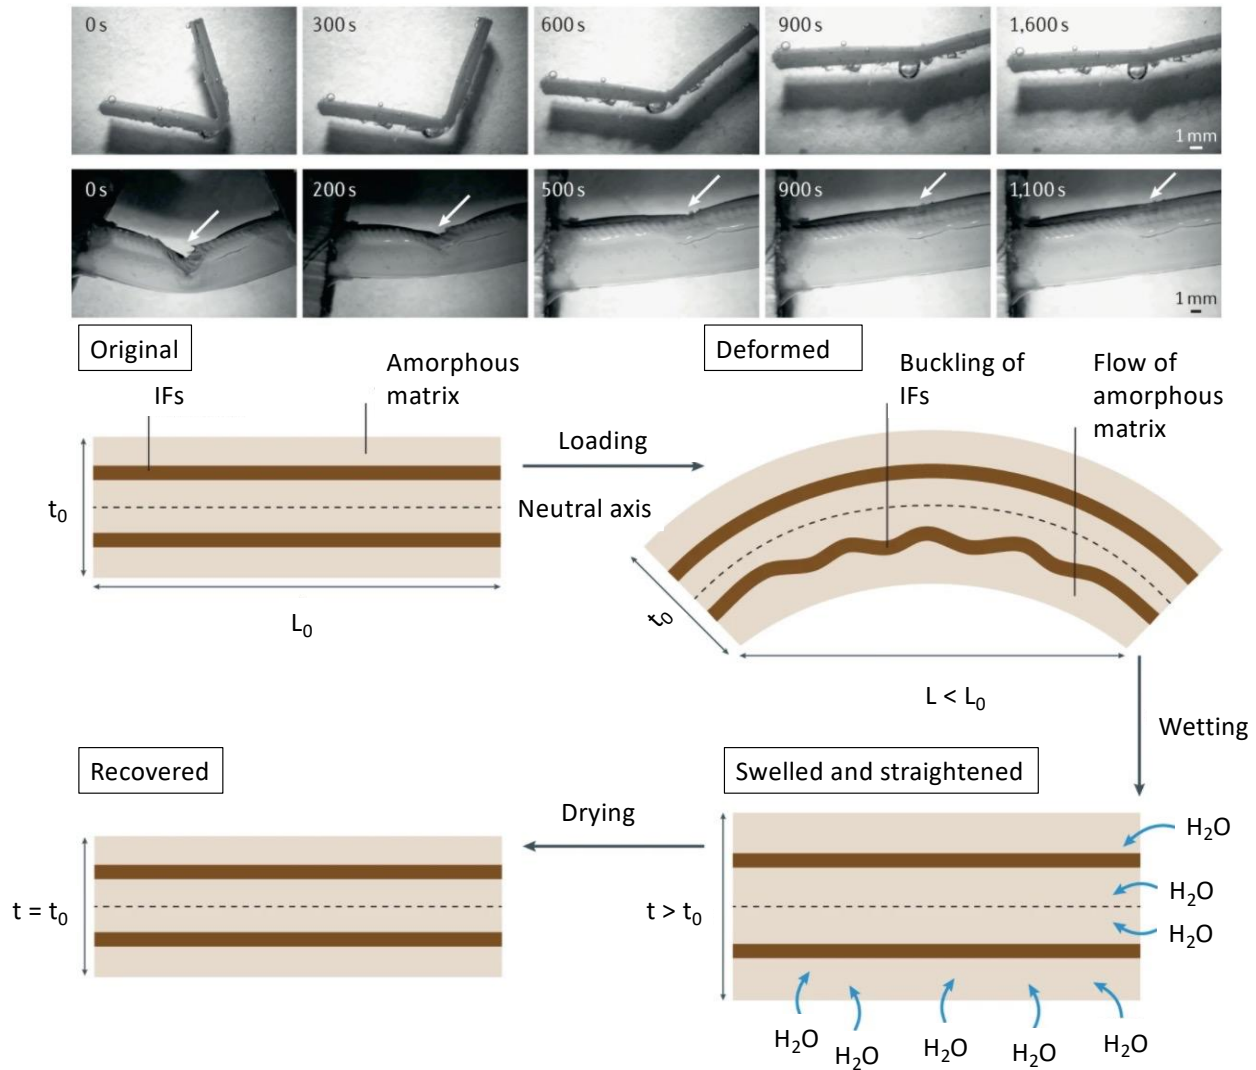 0 s
300 s
600 s
900 s
1,600 s
1 mm
0 s
200 s
500 s
900 s
1,100 s
1 mm
Original
IFs
Amorphous
matrix
Loading
Neutral axis
t₀
L₀
Deformed
Buckling of
IFs
Flow of
amorphous
matrix
t₀
L < L₀
Wetting
Recovered
Drying
t = t₀
Swelled and straightened
t > t₀
H₂O
H₂O
H₂O
H₂O
H₂O
H₂O
H₂O
H₂O